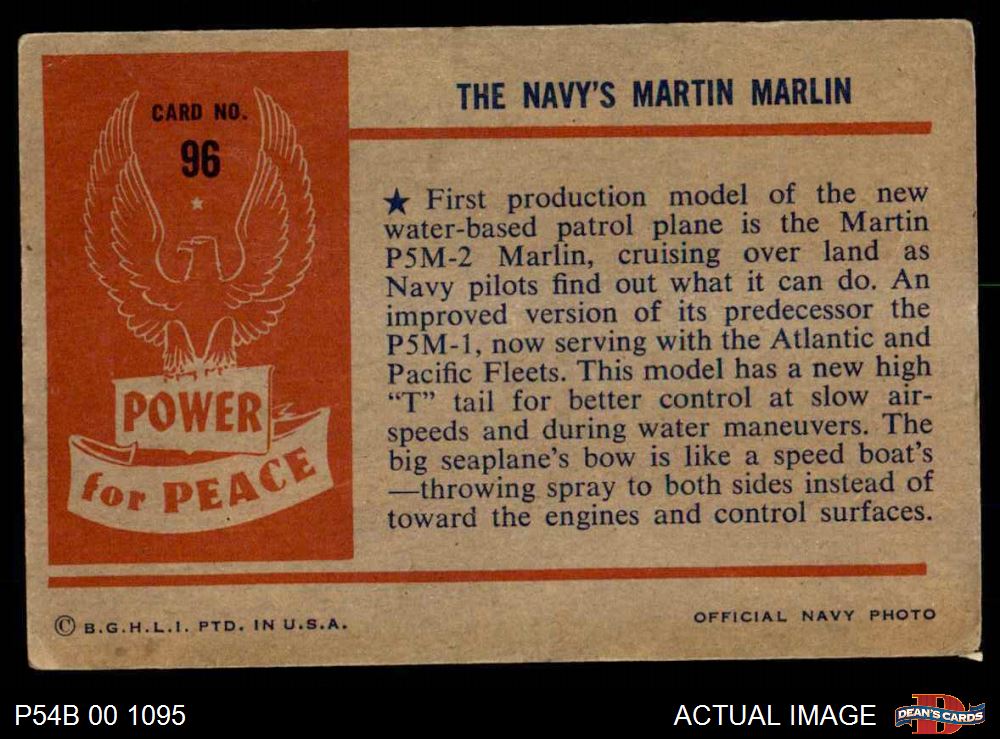 CARD NO.
96
POWER
for PEACE
THE NAVY'S MARTIN MARLIN
★ First production model of the new
water-based patrol plane is the Martin
P5M-2 Marlin, cruising over land as
Navy pilots find out what it can do. An
improved version of its predecessor the
P5M-1, now serving with the Atlantic and
Pacific Fleets. This model has a new high
“T” tail for better control at slow air-
speeds and during water maneuvers. The
big seaplane's bow is like a speed boat's
—throwing spray to both sides instead of
toward the engines and control surfaces.
© B.G.H.L.I. PTD. IN U.S.A.
OFFICIAL NAVY PHOTO
P54B 00 1095
ACTUAL IMAGE
D
DEAN'S CARDS